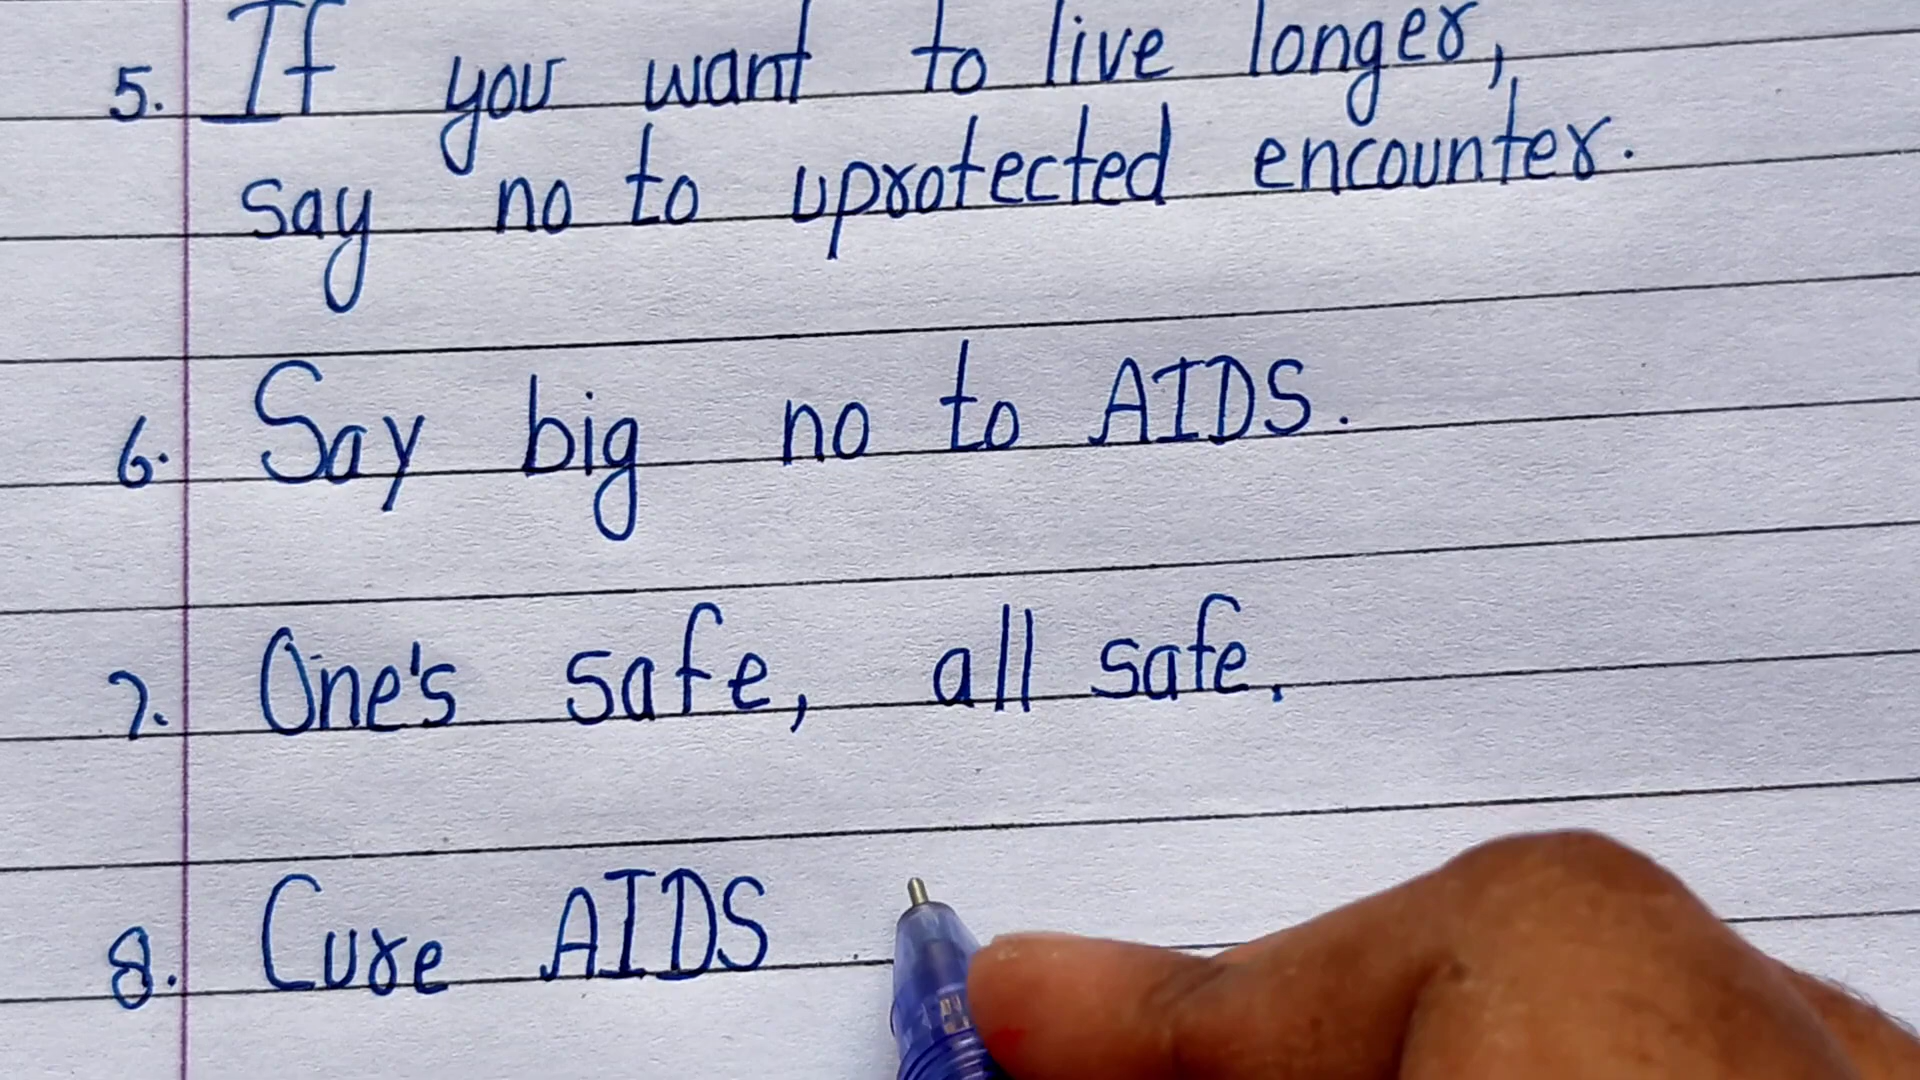 5. If you want to live longer,
say no to uprotected encounter.
6. Say big no to AIDS.
7. One's safe, all safe.
8. Cure AIDS